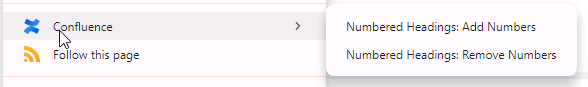 Confluence
Numbered Headings: Add Numbers
Follow this page
Numbered Headings: Remove Numbers